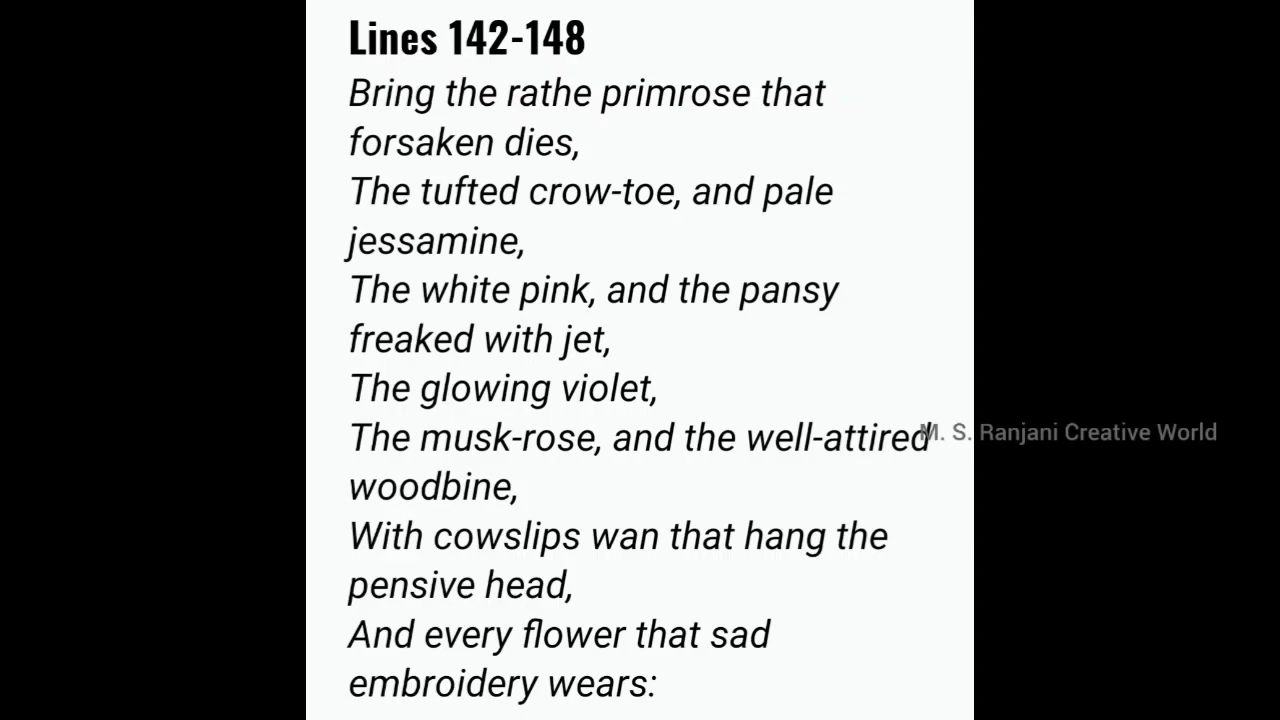 Lines 142-148
Bring the rathe primrose that
forsaken dies,
The tufted crow-toe, and pale
jessamine,
The white pink, and the pansy
freaked with jet,
The glowing violet,
The musk-rose, and the well-attired
M. S. Ranjani Creative World
woodbine,
With cowslips wan that hang the
pensive head,
And every flower that sad
embroidery wears: